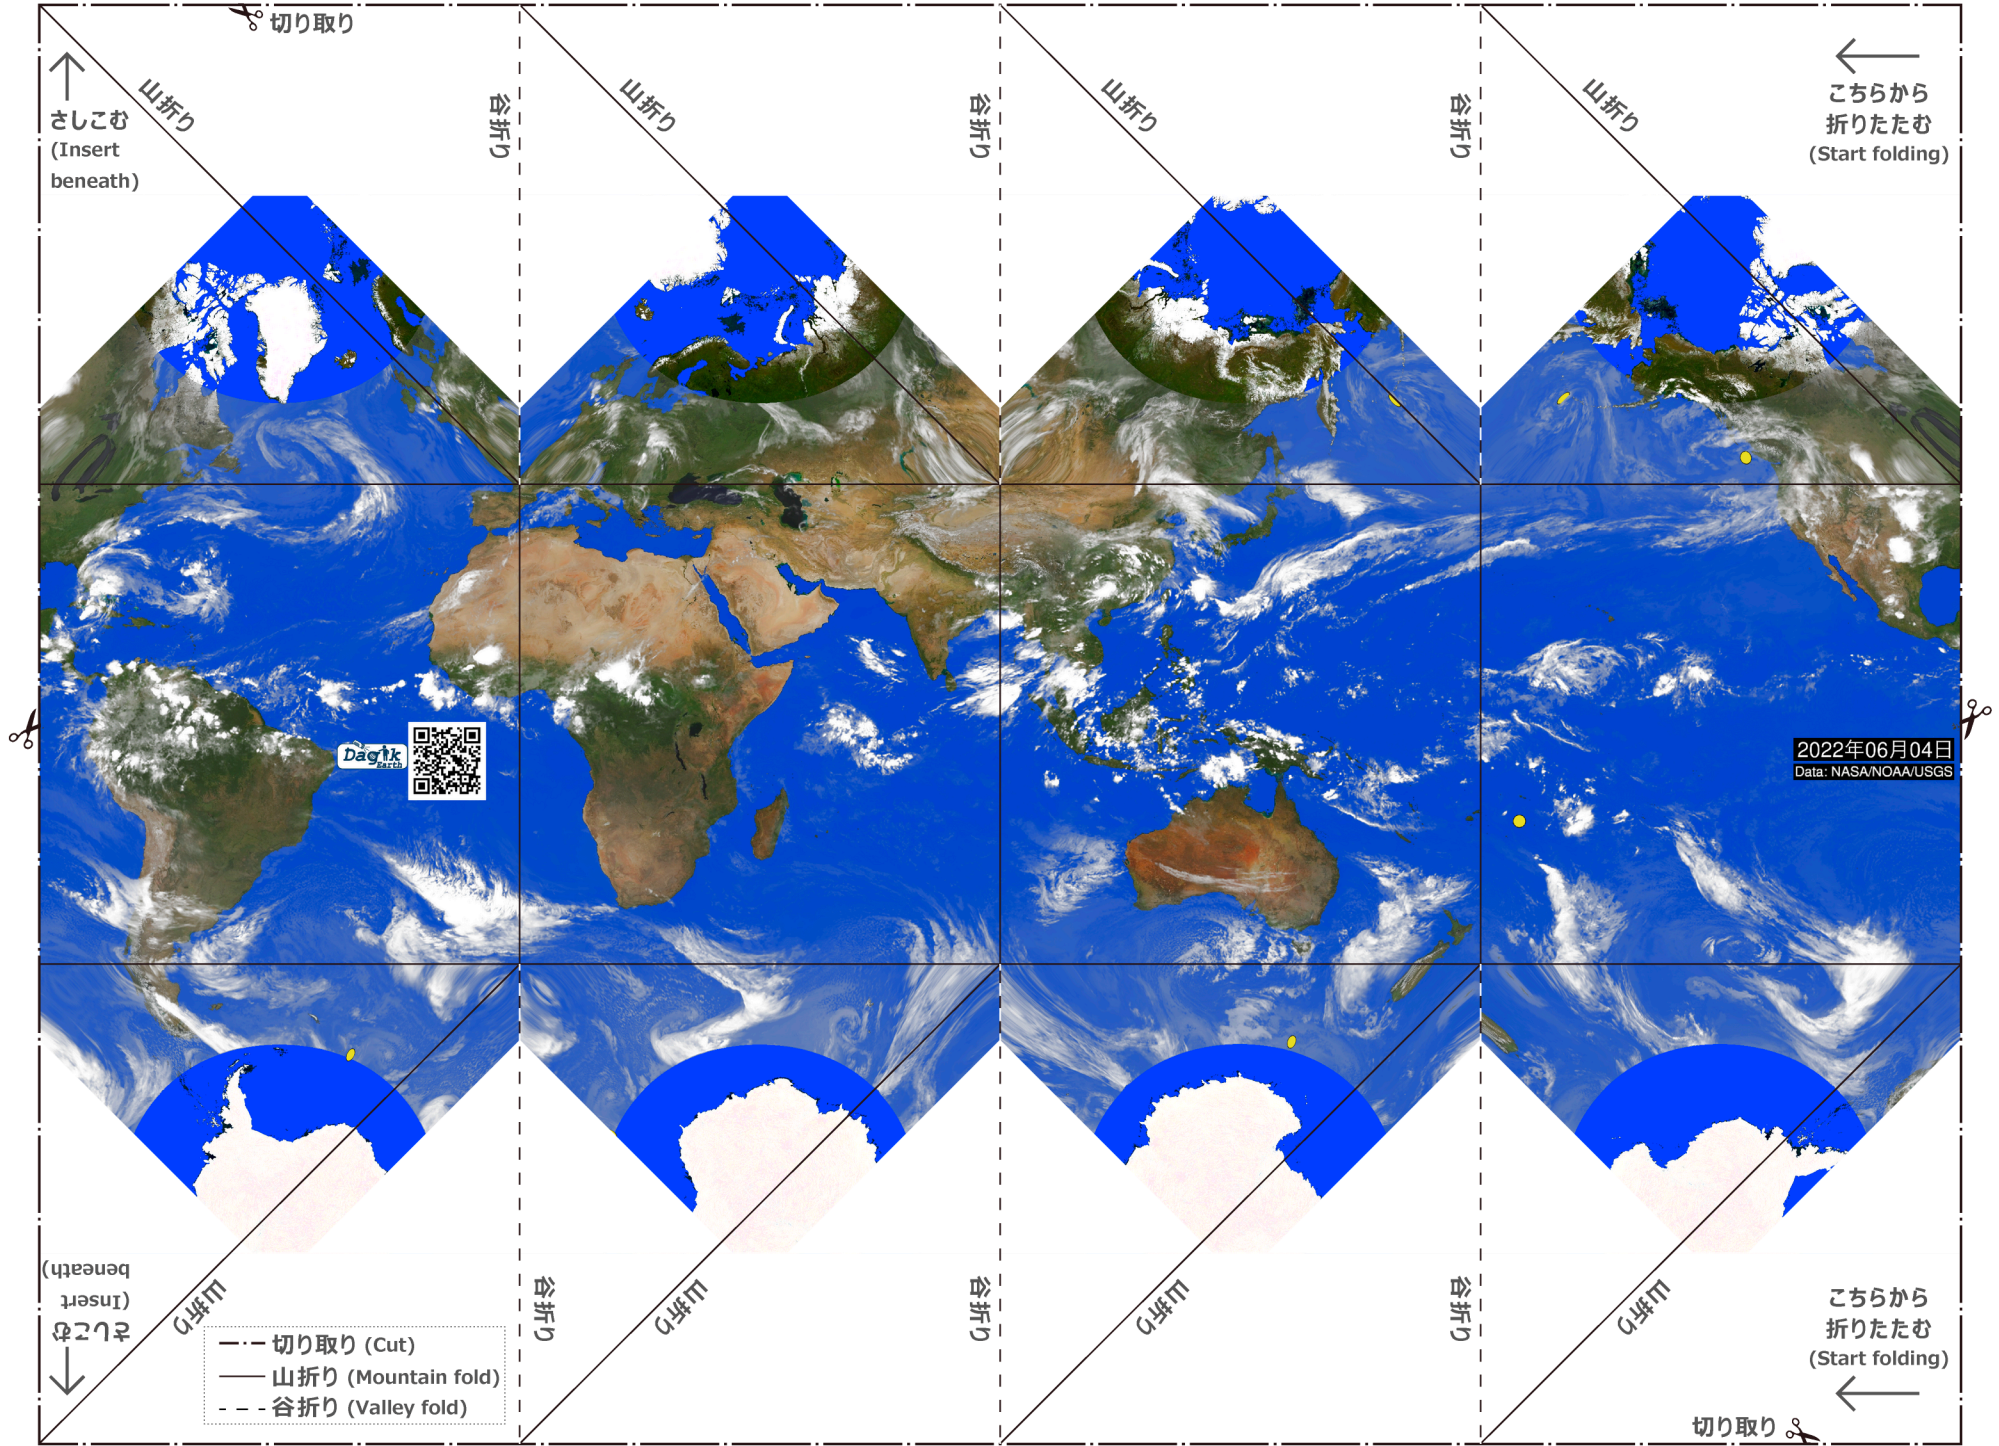 切り取り
山折り
谷折り
山折り
谷折り
山折り
谷折り
山折り
さしこむ
(Insert
beneath)
こちらから
折りたたむ
(Start folding)
Dagik
Earth
2022年06月04日
Data: NASA/NOAA/USGS
さしこむ
(Insert
beneath)
山折り
谷折り
山折り
谷折り
山折り
谷折り
山折り
こちらから
折りたたむ
(Start folding)
切り取り (Cut)
山折り (Mountain fold)
谷折り (Valley fold)
切り取り